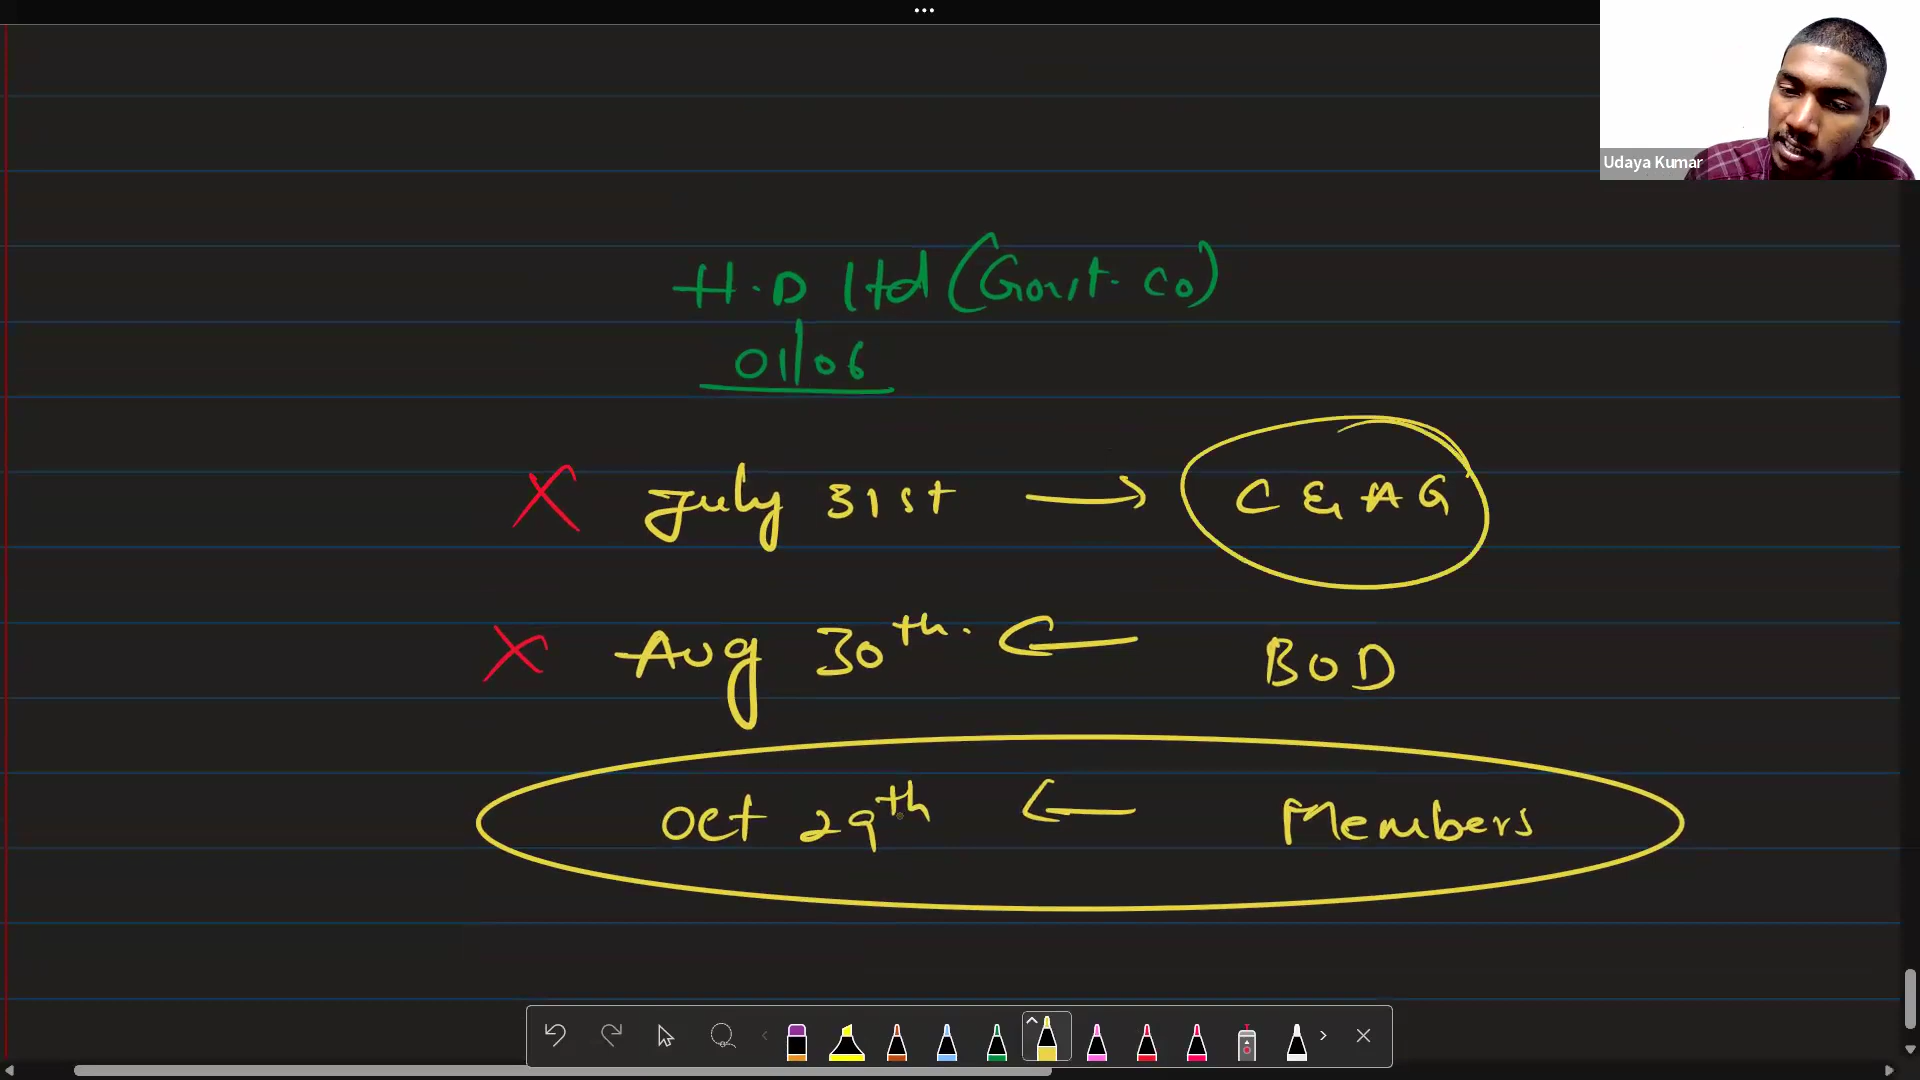 Udaya Kumar
H.D ltd (Govt. Co)
01/06
X July 31st → C & AG
X Aug 30th. ← BOD
Oct 29th ← Members